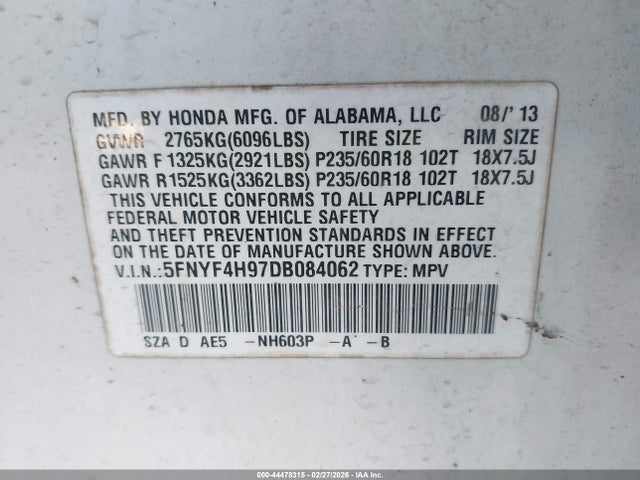 MFD. BY HONDA MFG. OF ALABAMA, LLC 08/'13
GVWR 2765KG(6096LBS) TIRE SIZE RIM SIZE
GAWR F 1325KG(2921LBS) P235/60R18 102T 18X7.5J
GAWR R1525KG(3362LBS) P235/60R18 102T 18X7.5J
THIS VEHICLE CONFORMS TO ALL APPLICABLE
FEDERAL MOTOR VEHICLE SAFETY
AND THEFT PREVENTION STANDARDS IN EFFECT
ON THE DATE OF MANUFACTURE SHOWN ABOVE.
V.I.N.:5FNYF4H97DB084062 TYPE: MPV
SZA D AE5 -NH603P -A -B
000-44478315 - 02/27/2026 - IAAI.COM